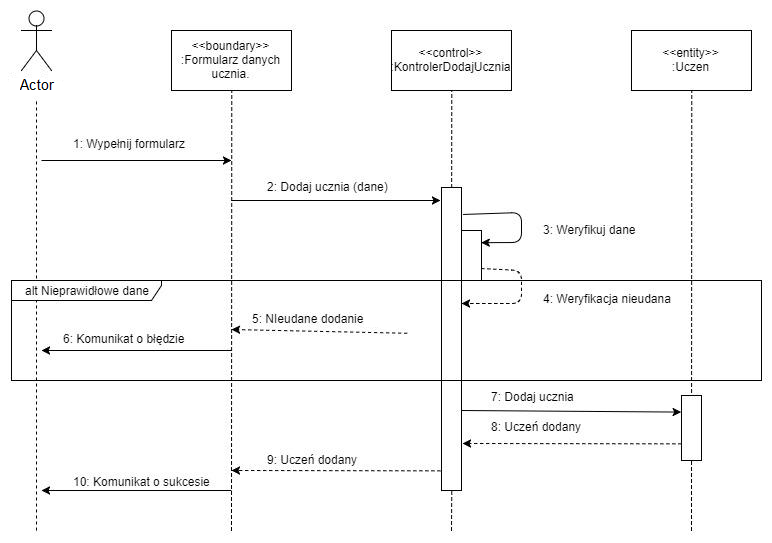 Actor
<<boundary>>
:Formularz danych
ucznia.
<<control>>
:KontrolerDodajUcznia
<<entity>>
:Uczen
1: Wypełnij formularz
2: Dodaj ucznia (dane)
3: Weryfikuj dane
alt Nieprawidłowe dane
4: Weryfikacja nieudana
5: NIeudane dodanie
6: Komunikat o błędzie
7: Dodaj ucznia
8: Uczeń dodany
9: Uczeń dodany
10: Komunikat o sukcesie